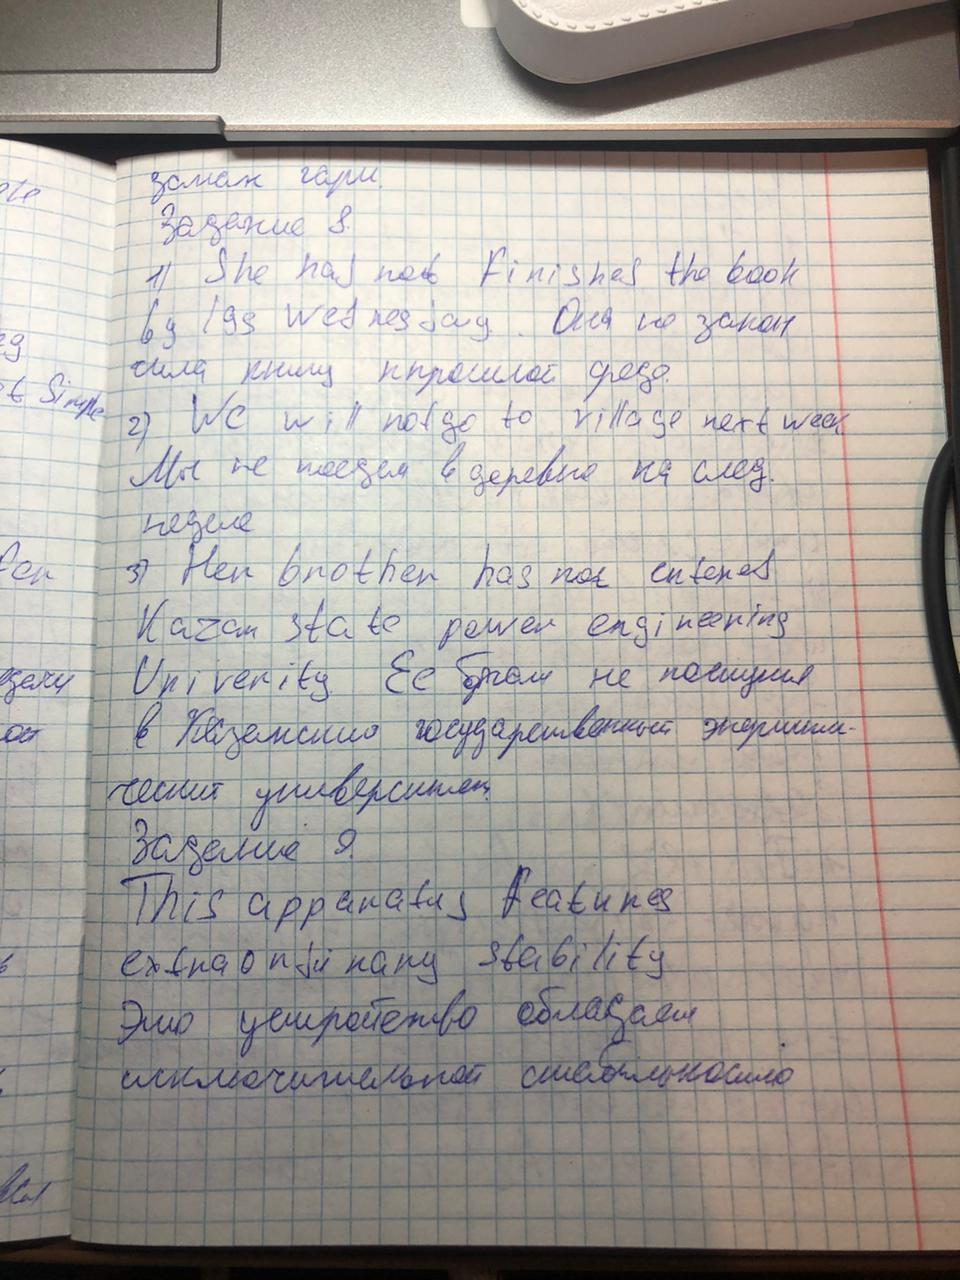 Задание 8.
1) She has not finished the book
by last wednesday. Она не закон
чила книгу к прошлой среде.
2) We will not go to village next week
Мы не поедем в деревню на след.
неделе
3) Her brother has not entered
Kazan state power engineering
Univerity Ее брат не поступил
в Казанский государственный энергети-
ческий университет.
Задание 9.
This apparatus features
extraordinary stability
Это устройство обладает
исключительной стабильностью
t Simple